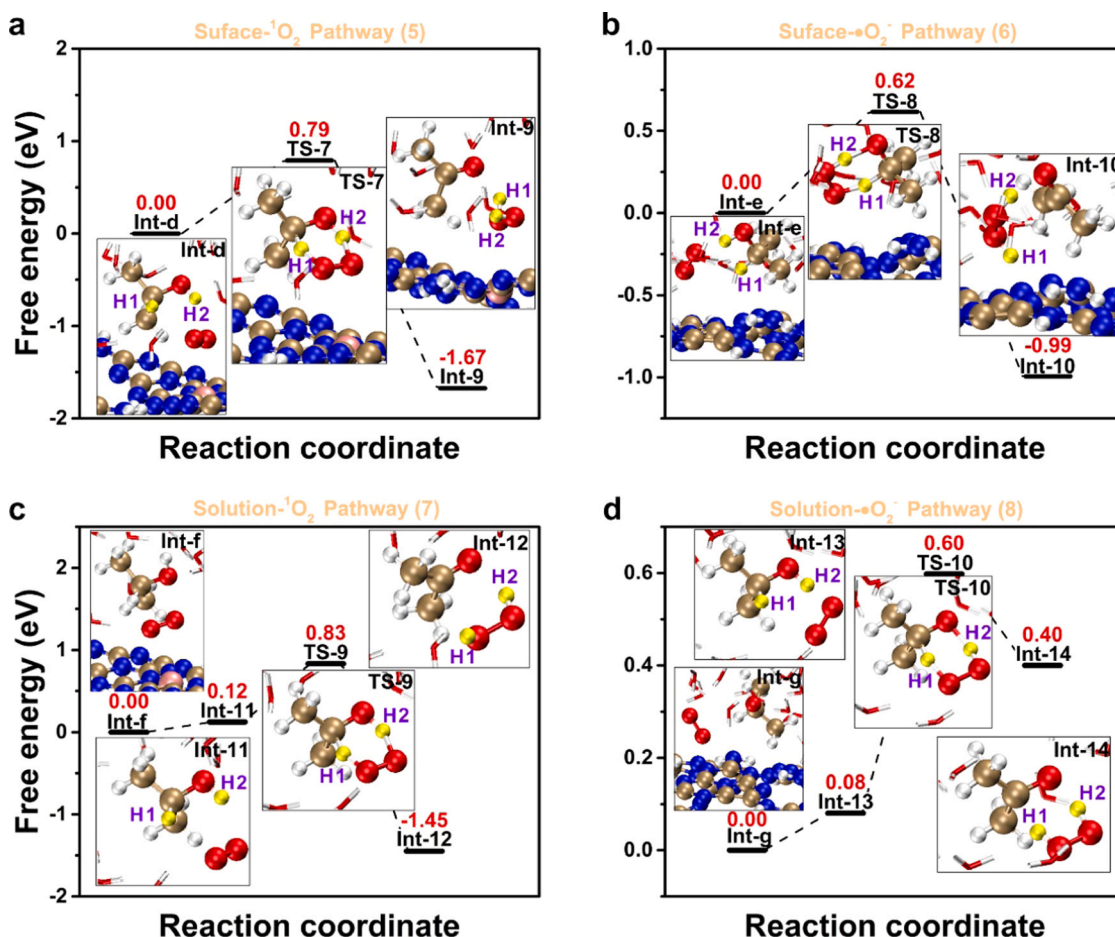 a
Suface-¹O₂ Pathway (5)
Free energy (eV)
2
1
0
-1
-2
0.00
Int-d
Int-d
H1
H2
0.79
TS-7
TS-7
H2
H1
Int-9
H1
H2
-1.67
Int-9
Reaction coordinate
b
Suface-•O₂⁻ Pathway (6)
Free energy (eV)
1.0
0.5
0.0
-0.5
-1.0
0.00
Int-e
Int-e
H2
H1
0.62
TS-8
TS-8
H2
H1
Int-10
H2
H1
-0.99
Int-10
Reaction coordinate
c
Solution-¹O₂ Pathway (7)
Free energy (eV)
2
1
0
-1
-2
Int-f
0.00
Int-f
0.12
Int-11
Int-11
H2
H1
0.83
TS-9
TS-9
H2
H1
Int-12
H2
H1
-1.45
Int-12
Reaction coordinate
d
Solution-•O₂⁻ Pathway (8)
Free energy (eV)
0.6
0.4
0.2
0.0
Int-13
H2
H1
Int-g
0.00
Int-g
0.08
Int-13
0.60
TS-10
TS-10
H2
H1
0.40
Int-14
Int-14
H2
H1
Reaction coordinate